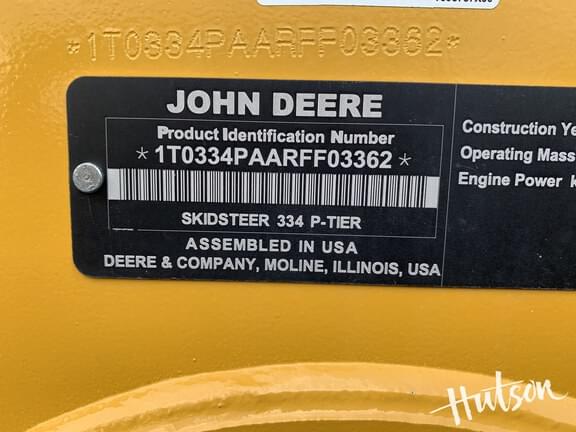 *1T0334PAARFF03362*
JOHN DEERE
Product Identification Number
*1T0334PAARFF03362*
SKIDSTEER 334 P-TIER
ASSEMBLED IN USA
DEERE & COMPANY, MOLINE, ILLINOIS, USA
Construction Ye
Operating Mass
Engine Power k
Hutson